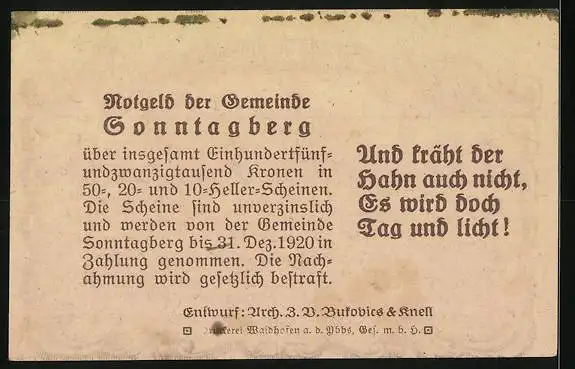 Notgeld der Gemeinde
Sonntagberg
über insgesamt Einhundertfünf-
undzwanzigtausend Kronen in
50-, 20- und 10-Heller-Scheinen.
Die Scheine sind unverzinslich
und werden von der Gemeinde
Sonntagberg bis 31. Dez. 1920 in
Zahlung genommen. Die Nach-
ahmung wird gesetzlich bestraft.
Und kräht der
Hahn auch nicht,
Es wird doch
Tag und licht!
Entwurf: Arch. J. V. Bukovics & Knell
Druckerei Waidhofen a. d. Ybbs, Ges. m. b. H.